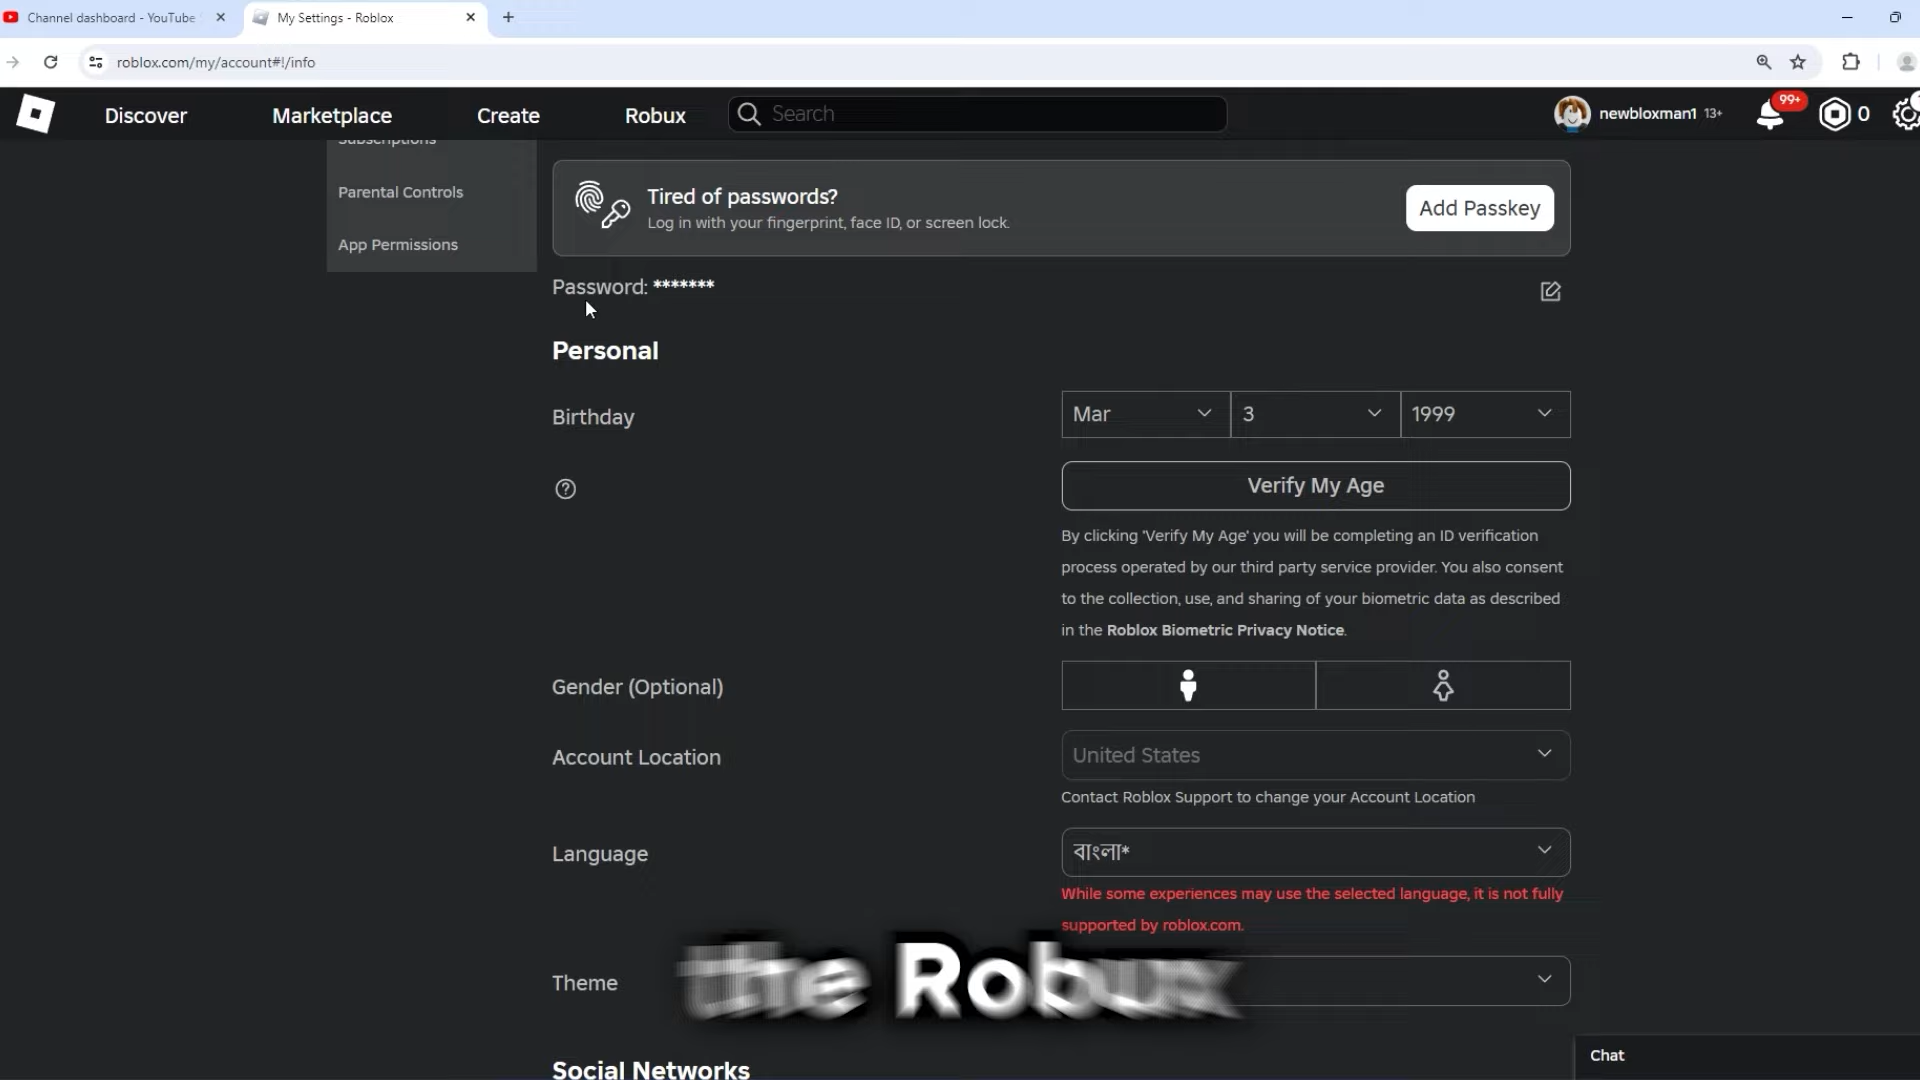 Channel dashboard - YouTube
My Settings - Roblox
roblox.com/my/account#!/info
Discover
Marketplace
Create
Robux
Search
newbloxman1 13+
99+
0
Subscriptions
Parental Controls
App Permissions
Tired of passwords?
Log in with your fingerprint, face ID, or screen lock.
Add Passkey
Password: *******
Personal
Birthday
Mar
3
1999
Verify My Age
By clicking 'Verify My Age' you will be completing an ID verification
process operated by our third party service provider. You also consent
to the collection, use, and sharing of your biometric data as described
in the Roblox Biometric Privacy Notice.
Gender (Optional)
Account Location
United States
Contact Roblox Support to change your Account Location
Language
বাংলা*
While some experiences may use the selected language, it is not fully
supported by roblox.com.
Theme
the Robux
Social Networks
Chat